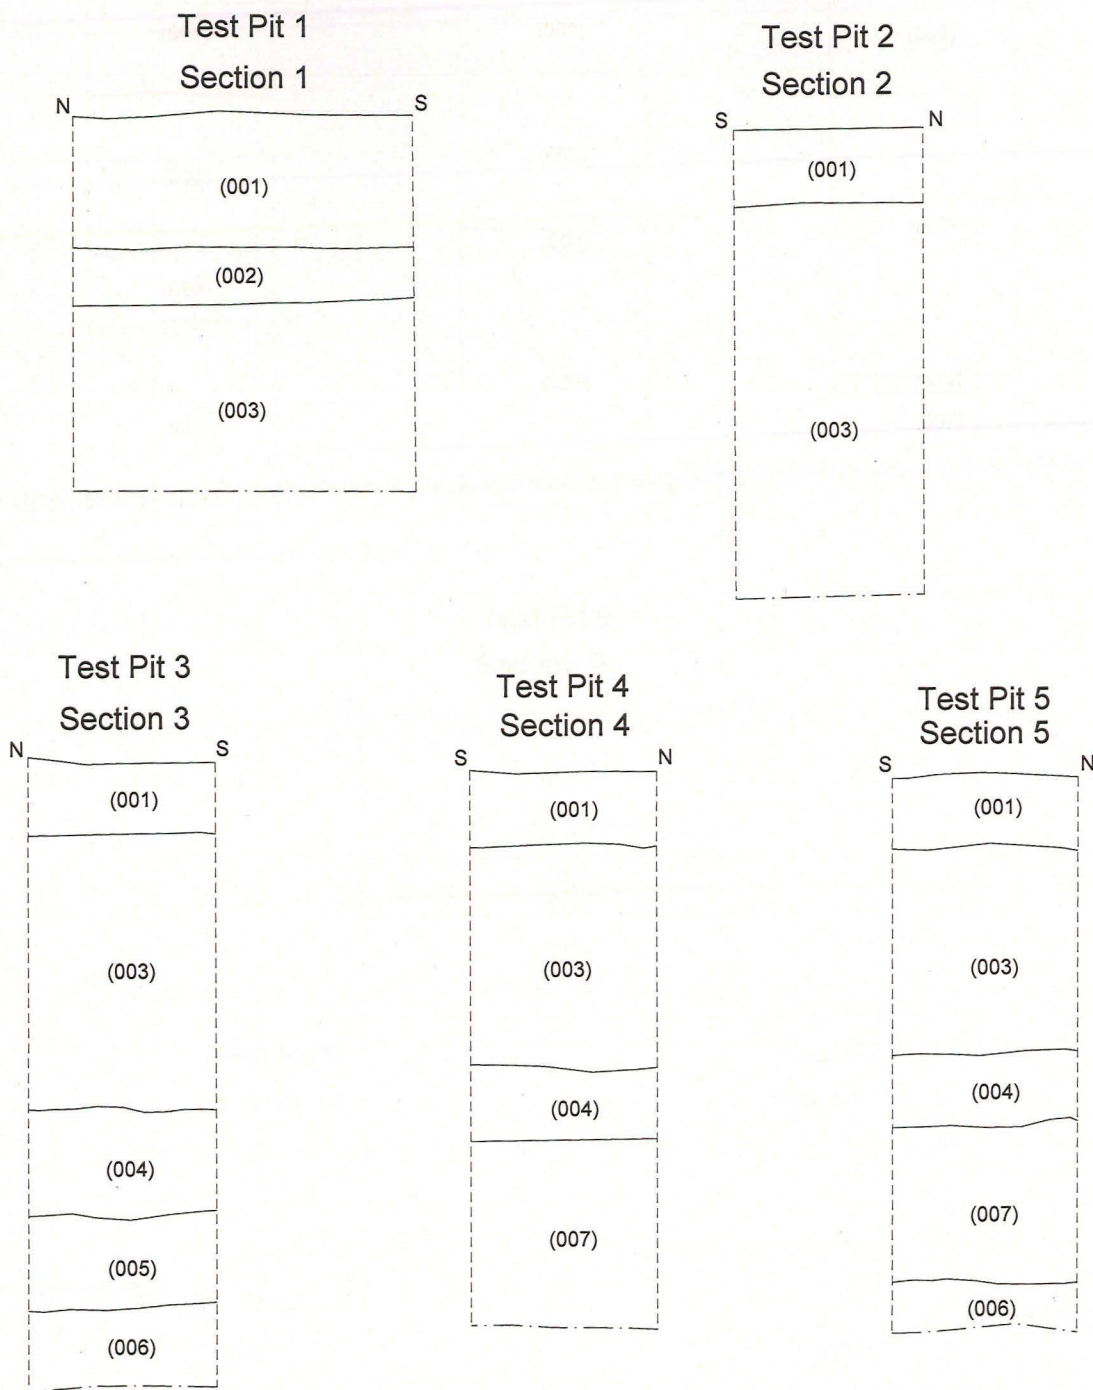 Test Pit 1
Section 1
N
S
(001)
(002)
(003)
Test Pit 2
Section 2
S
N
(001)
(003)
Test Pit 3
Section 3
N
S
(001)
(003)
(004)
(005)
(006)
Test Pit 4
Section 4
S
N
(001)
(003)
(004)
(007)
Test Pit 5
Section 5
S
N
(001)
(003)
(004)
(007)
(006)